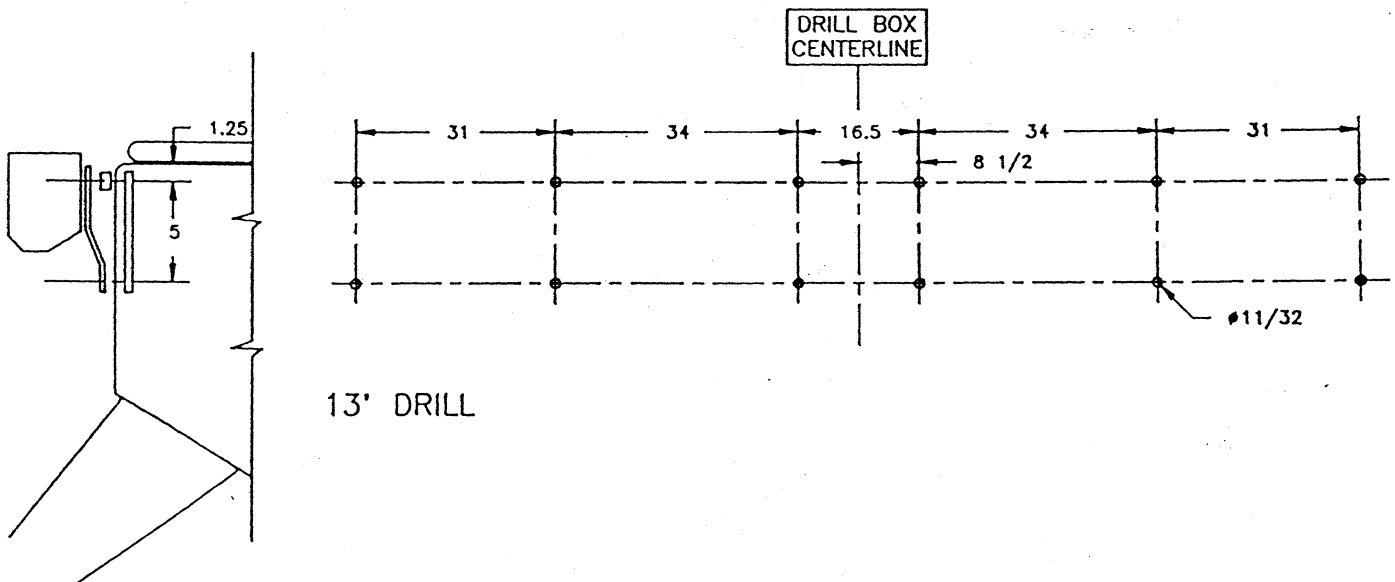 DRILL BOX
CENTERLINE
1.25
31
34
16.5
34
31
8 1/2
5
ø11/32
13' DRILL